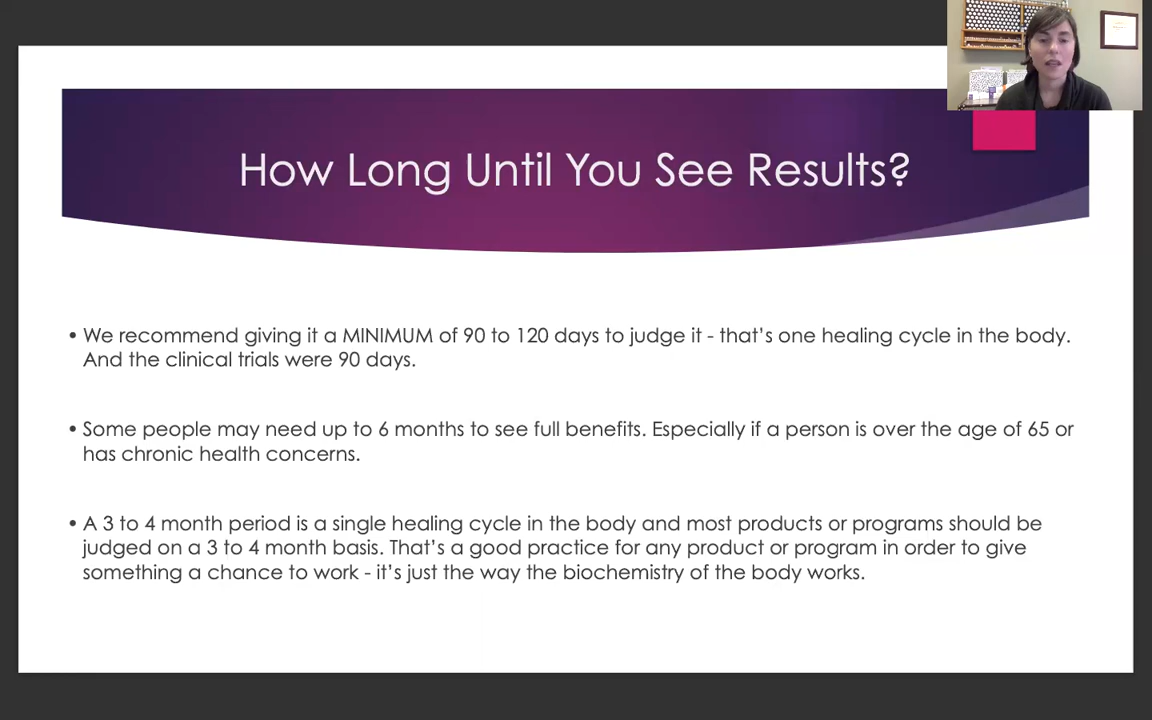 How Long Until You See Results?
• We recommend giving it a MINIMUM of 90 to 120 days to judge it - that's one healing cycle in the body.
And the clinical trials were 90 days.
• Some people may need up to 6 months to see full benefits. Especially if a person is over the age of 65 or
has chronic health concerns.
• A 3 to 4 month period is a single healing cycle in the body and most products or programs should be
judged on a 3 to 4 month basis. That's a good practice for any product or program in order to give
something a chance to work - it's just the way the biochemistry of the body works.